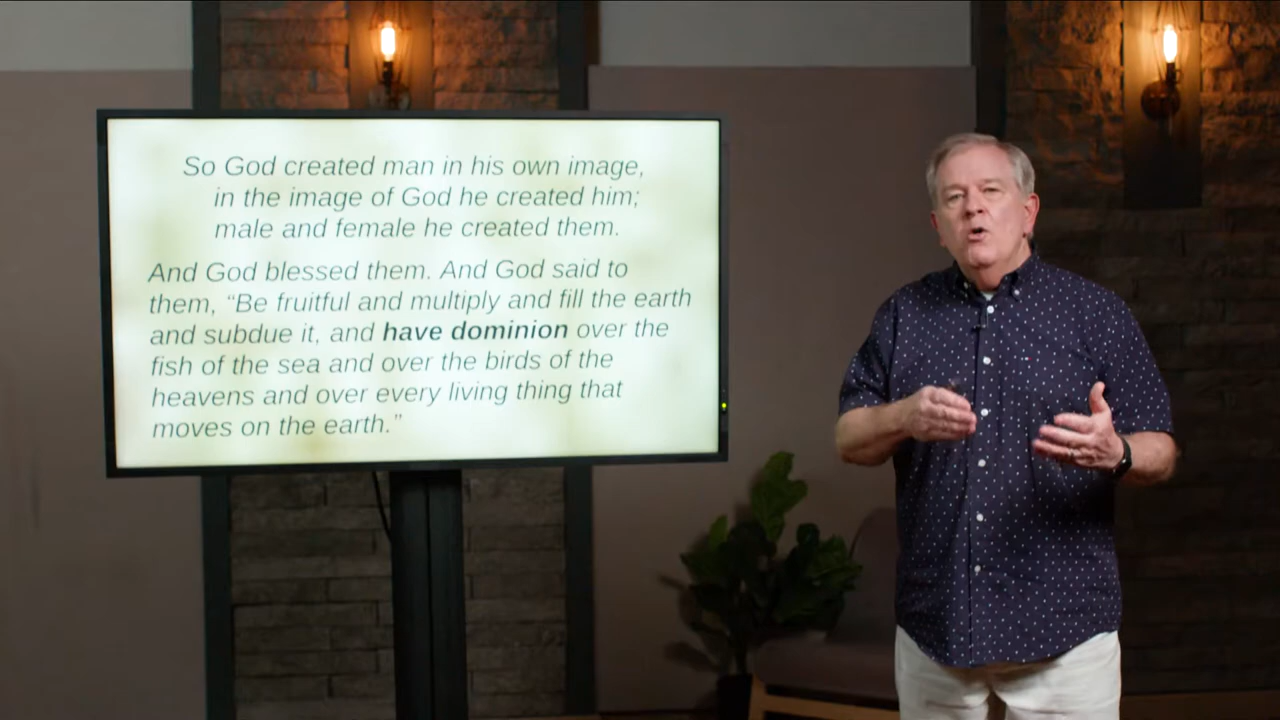 So God created man in his own image,
in the image of God he created him;
male and female he created them.
And God blessed them. And God said to
them, “Be fruitful and multiply and fill the earth
and subdue it, and have dominion over the
fish of the sea and over the birds of the
heavens and over every living thing that
moves on the earth.”